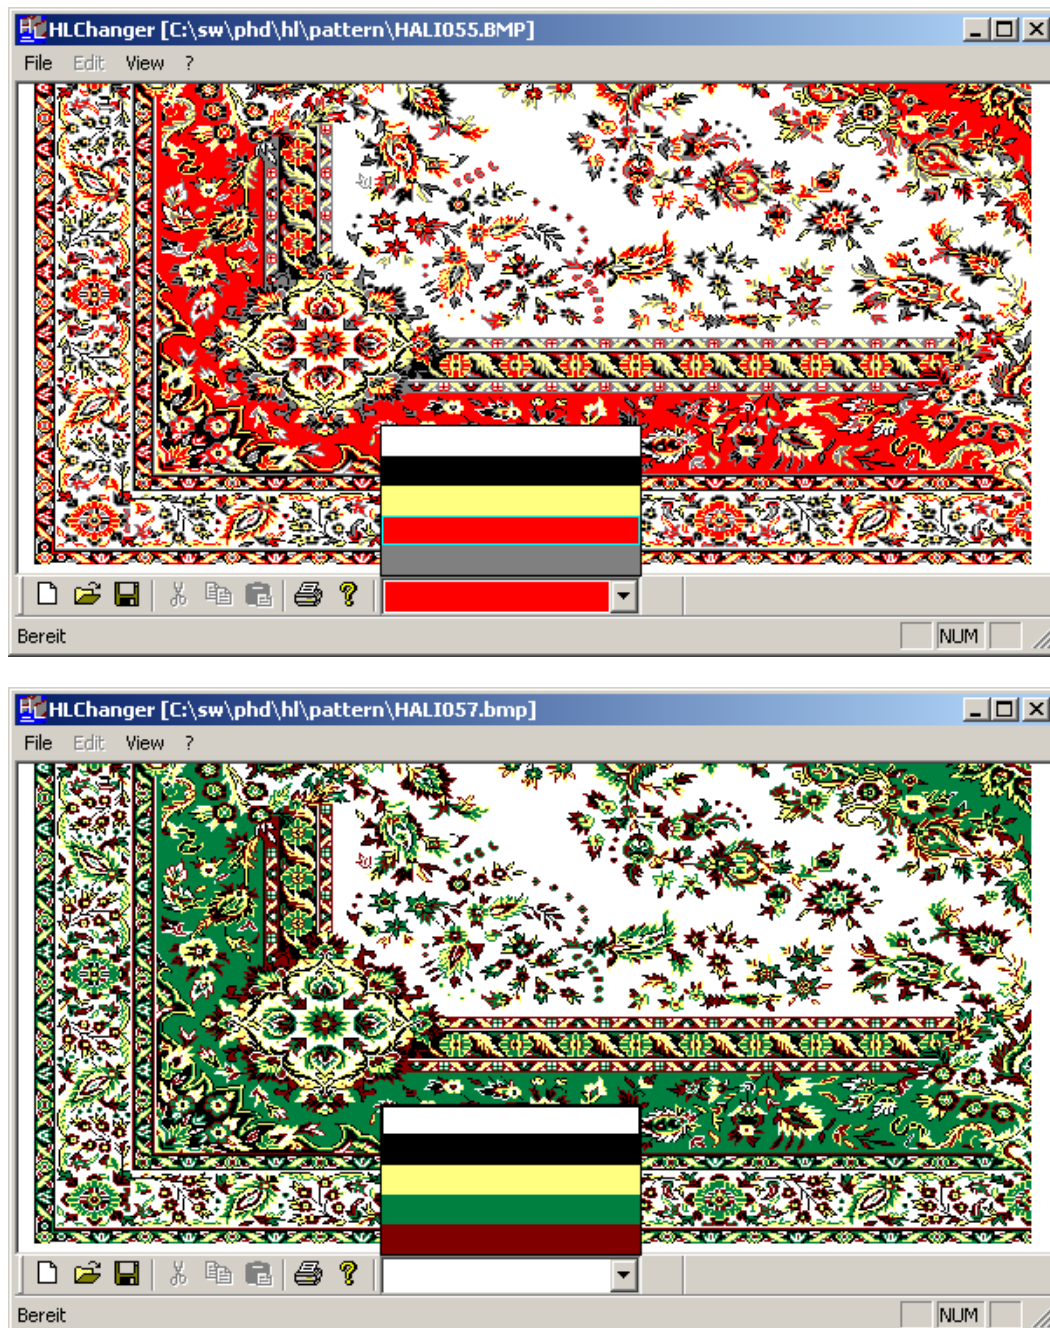 HLChanger [C:\sw\phd\hl\pattern\HALI055.BMP]
File Edit View ?
Bereit NUM
HLChanger [C:\sw\phd\hl\pattern\HALI057.bmp]
File Edit View ?
Bereit NUM